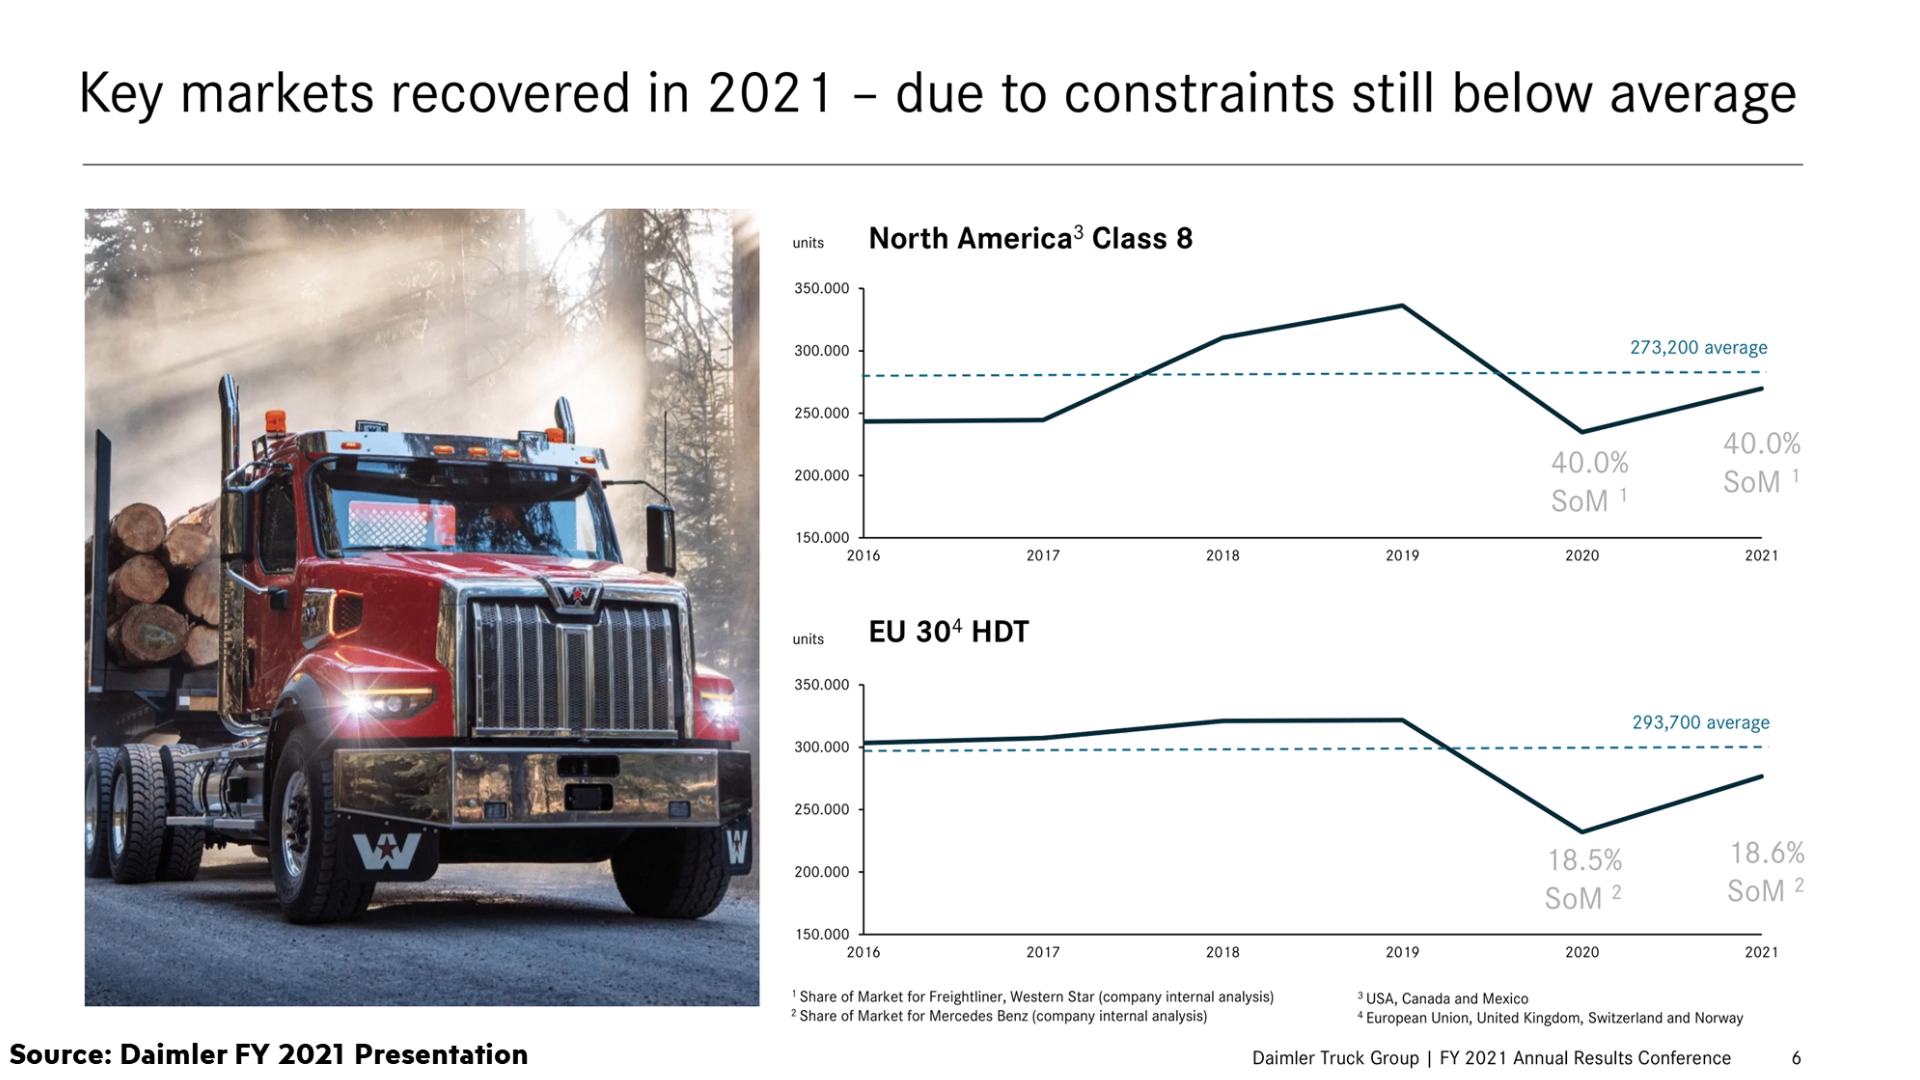 Key markets recovered in 2021 – due to constraints still below average
units
North America³ Class 8
350.000
300.000
250.000
200.000
150.000
273,200 average
40.0%
SoM ¹
40.0%
SoM ¹
2016 2017 2018 2019 2020 2021
units
EU 30⁴ HDT
350.000
300.000
250.000
200.000
150.000
293,700 average
18.5%
SoM ²
18.6%
SoM ²
2016 2017 2018 2019 2020 2021
¹ Share of Market for Freightliner, Western Star (company internal analysis)
² Share of Market for Mercedes Benz (company internal analysis)
³ USA, Canada and Mexico
⁴ European Union, United Kingdom, Switzerland and Norway
Source: Daimler FY 2021 Presentation
Daimler Truck Group | FY 2021 Annual Results Conference 6